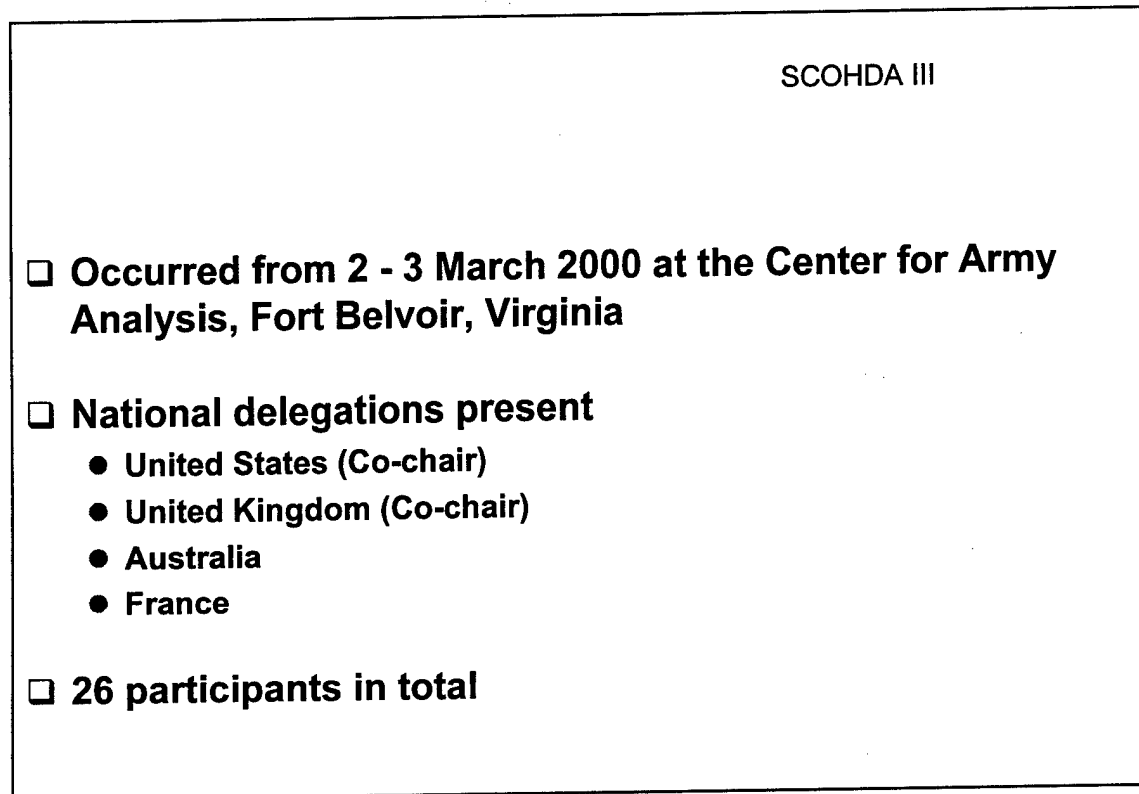 SCOHDA III
❑ Occurred from 2 - 3 March 2000 at the Center for Army
Analysis, Fort Belvoir, Virginia
❑ National delegations present
● United States (Co-chair)
● United Kingdom (Co-chair)
● Australia
● France
❑ 26 participants in total